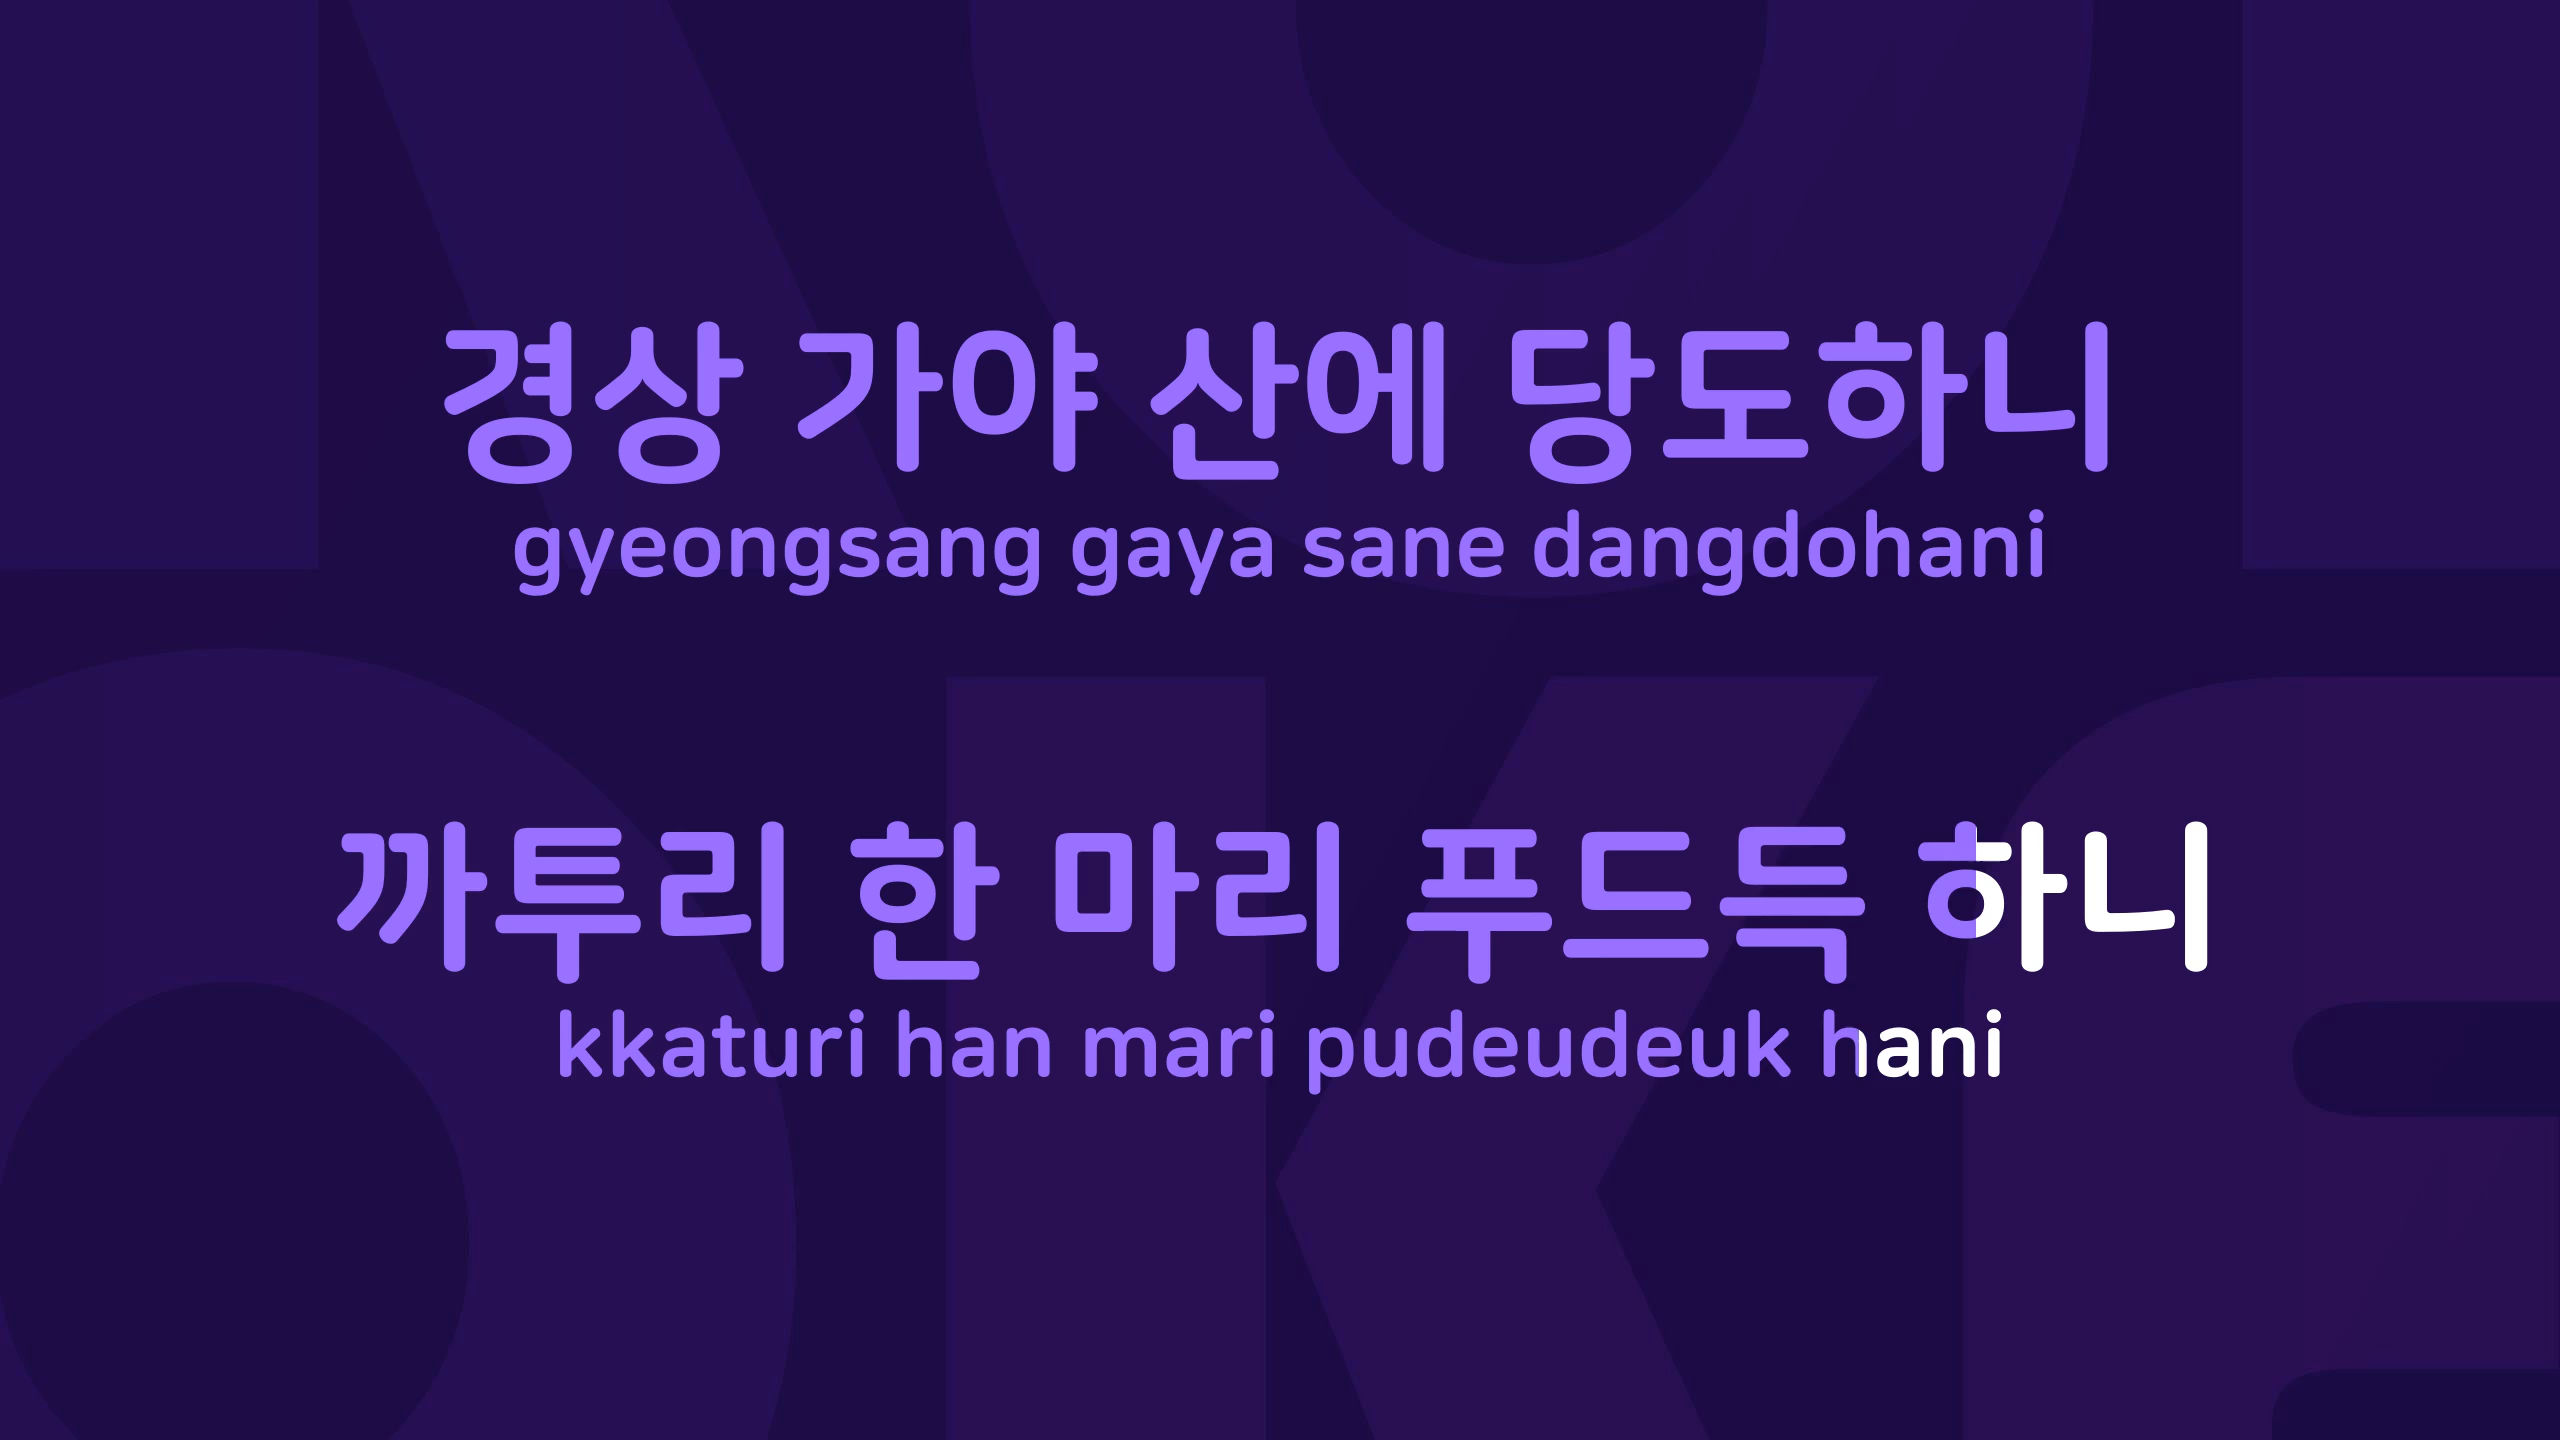 경상 가야 산에 당도하니
gyeongsang gaya sane dangdohani
까투리 한 마리 푸드득 하니
kkaturi han mari pudeudeuk hani